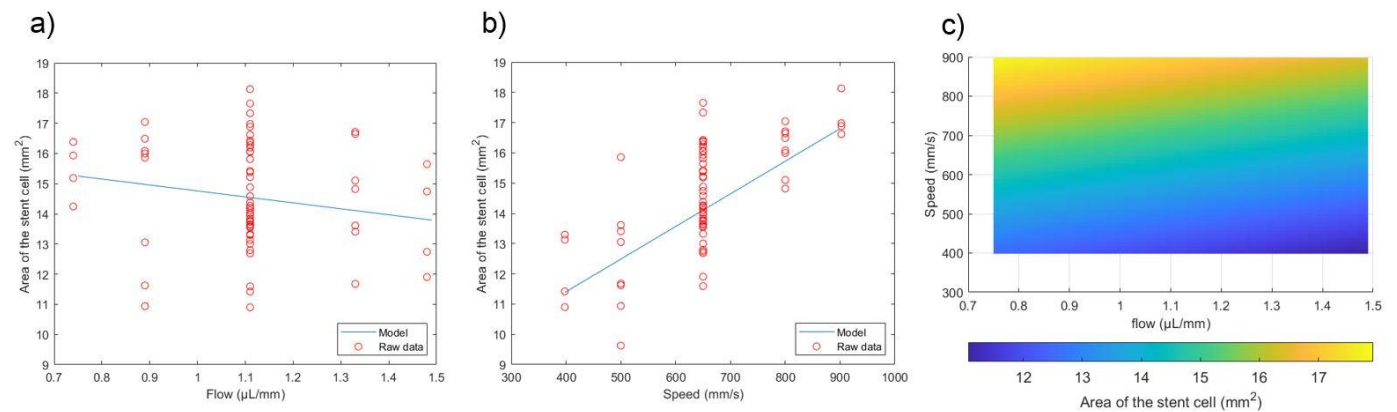 a)
19
18
17
16
15
14
13
12
11
10
9
Area of the stent cell (mm²)
Model
Raw data
0.7 0.8 0.9 1 1.1 1.2 1.3 1.4 1.5
Flow (µL/mm)
b)
19
18
17
16
15
14
13
12
11
10
9
Area of the stent cell (mm²)
Model
Raw data
300 400 500 600 700 800 900 1000
Speed (mm/s)
c)
900
800
700
600
500
400
300
Speed (mm/s)
0.7 0.8 0.9 1 1.1 1.2 1.3 1.4 1.5
flow (µL/mm)
12 13 14 15 16 17
Area of the stent cell (mm²)